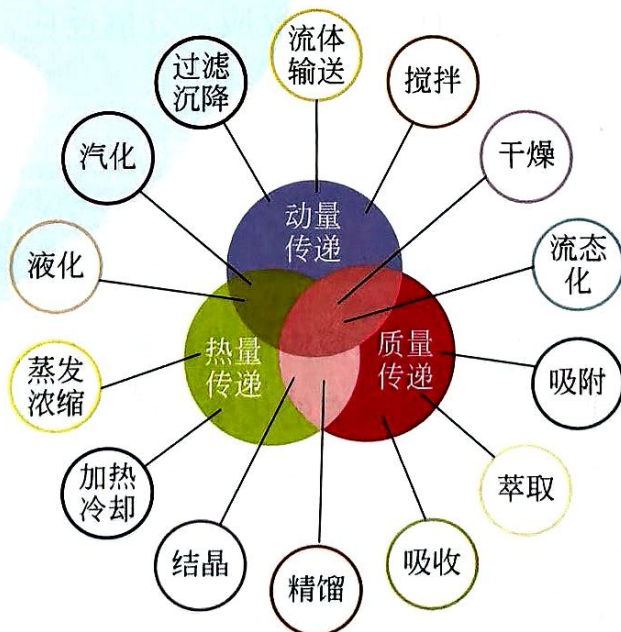 流体
输送
搅拌
干燥
流态
化
吸附
萃取
吸收
精馏
结晶
加热
冷却
蒸发
浓缩
液化
汽化
过滤
沉降
动量
传递
热量
传递
质量
传递